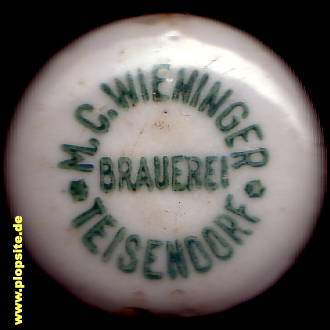 M.C.WIENINGER
BRAUEREI
* TEISENDORF *
www.plopsite.de